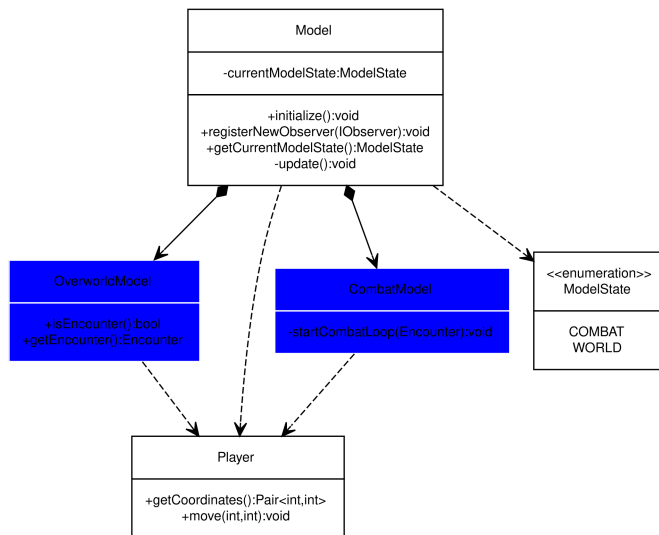 Model
-currentModelState:ModelState
+initialize():void
+registerNewObserver(IObserver):void
+getCurrentModelState():ModelState
-update():void
OverworldModel
+isEncounter():bool
+getEncounter():Encounter
CombatModel
-startCombatLoop(Encounter):void
<<enumeration>>
ModelState
COMBAT
WORLD
Player
+getCoordinates():Pair<int,int>
+move(int,int):void